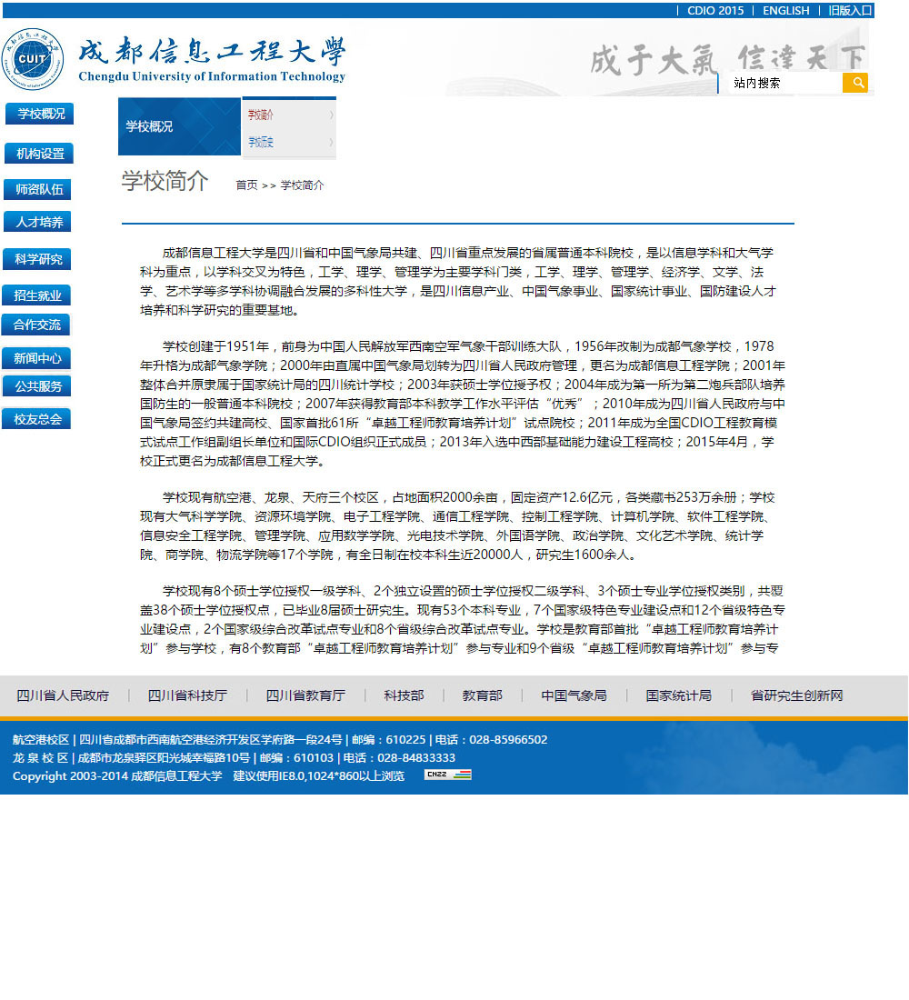 | CDIO 2015 | ENGLISH | 旧版入口
CUIT
成都信息工程大學
Chengdu University of Information Technology
成于大氣 信達天下
站内搜索
学校概况
机构设置
师资队伍
人才培养
科学研究
招生就业
合作交流
新闻中心
公共服务
校友总会
学校概况
学校简介
学校历史
学校简介
首页 >> 学校简介
成都信息工程大学是四川省和中国气象局共建、四川省重点发展的省属普通本科院校，是以信息学科和大气学
科为重点，以学科交叉为特色，工学、理学、管理学为主要学科门类，工学、理学、管理学、经济学、文学、法
学、艺术学等多学科协调融合发展的多科性大学，是四川信息产业、中国气象事业、国家统计事业、国防建设人才
培养和科学研究的重要基地。
学校创建于1951年，前身为中国人民解放军西南空军气象干部训练大队，1956年改制为成都气象学校，1978
年升格为成都气象学院；2000年由直属中国气象局划转为四川省人民政府管理，更名为成都信息工程学院；2001年
整体合并原隶属于国家统计局的四川统计学校；2003年获硕士学位授予权；2004年成为第一所为第二炮兵部队培养
国防生的一般普通本科院校；2007年获得教育部本科教学工作水平评估“优秀”；2010年成为四川省人民政府与中
国气象局签约共建高校、国家首批61所“卓越工程师教育培养计划”试点院校；2011年成为全国CDIO工程教育模
式试点工作组副组长单位和国际CDIO组织正式成员；2013年入选中西部基础能力建设工程高校；2015年4月，学
校正式更名为成都信息工程大学。
学校现有航空港、龙泉、天府三个校区，占地面积2000余亩，固定资产12.6亿元，各类藏书253万余册；学校
现有大气科学学院、资源环境学院、电子工程学院、通信工程学院、控制工程学院、计算机学院、软件工程学院、
信息安全工程学院、管理学院、应用数学学院、光电技术学院、外国语学院、政治学院、文化艺术学院、统计学
院、商学院、物流学院等17个学院，有全日制在校本科生近20000人，研究生1600余人。
学校现有8个硕士学位授权一级学科、2个独立设置的硕士学位授权二级学科、3个硕士专业学位授权类别，共覆
盖38个硕士学位授权点，已毕业8届硕士研究生。现有53个本科专业，7个国家级特色专业建设点和12个省级特色专
业建设点，2个国家级综合改革试点专业和8个省级综合改革试点专业。学校是教育部首批“卓越工程师教育培养计
划”参与学校，有8个教育部“卓越工程师教育培养计划”参与专业和9个省级“卓越工程师教育培养计划”参与专
四川省人民政府 | 四川省科技厅 | 四川省教育厅 | 科技部 | 教育部 | 中国气象局 | 国家统计局 | 省研究生创新网
航空港校区 | 四川省成都市西南航空港经济开发区学府路一段24号 | 邮编：610225 | 电话：028-85966502
龙 泉 校 区 | 成都市龙泉驿区阳光城幸福路10号 | 邮编：610103 | 电话：028-84833333
Copyright 2003-2014 成都信息工程大学 建议使用IE8.0,1024*860以上浏览 CNZZ